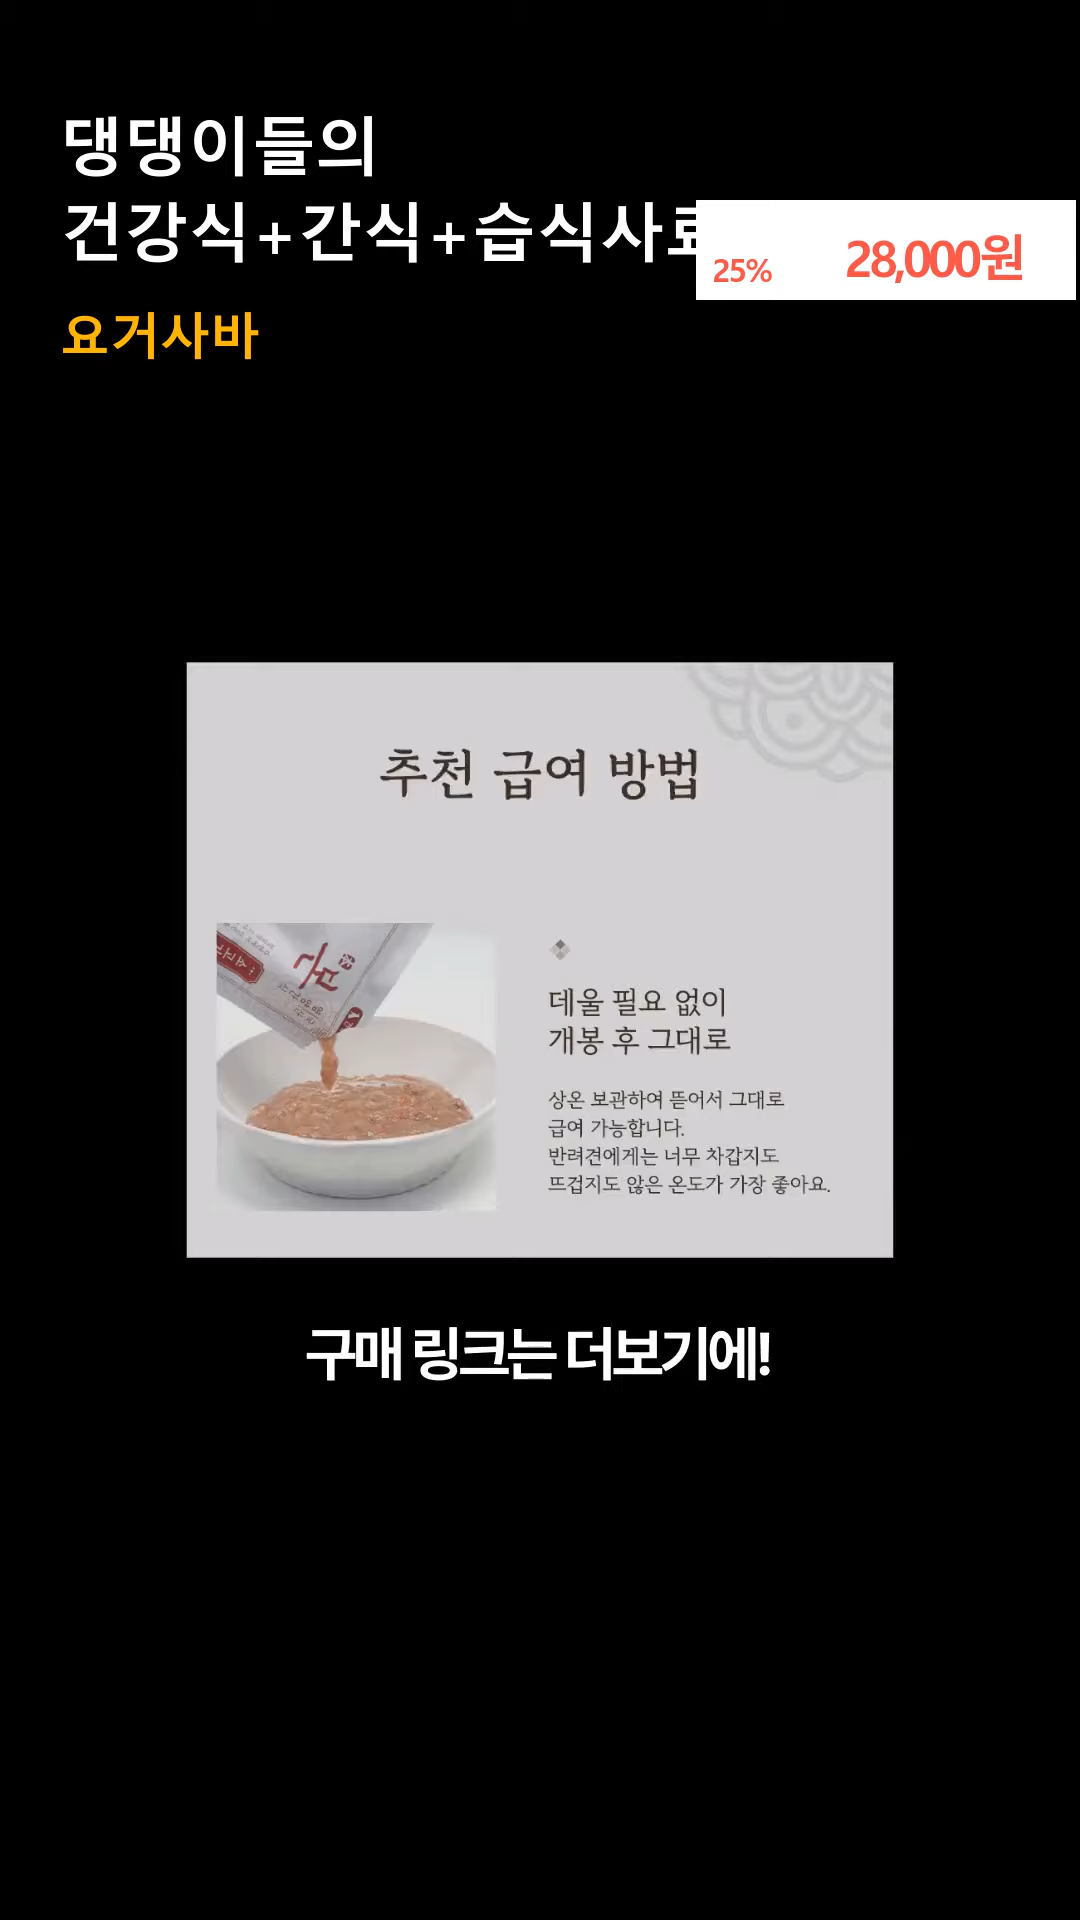 댕댕이들의
건강식+간식+습식사료
25% 28,000원
요거사바
추천 급여 방법
데울 필요 없이
개봉 후 그대로
상온 보관하여 뜯어서 그대로
급여 가능합니다.
반려견에게는 너무 차갑지도
뜨겁지도 않은 온도가 가장 좋아요.
구매 링크는 더보기에!